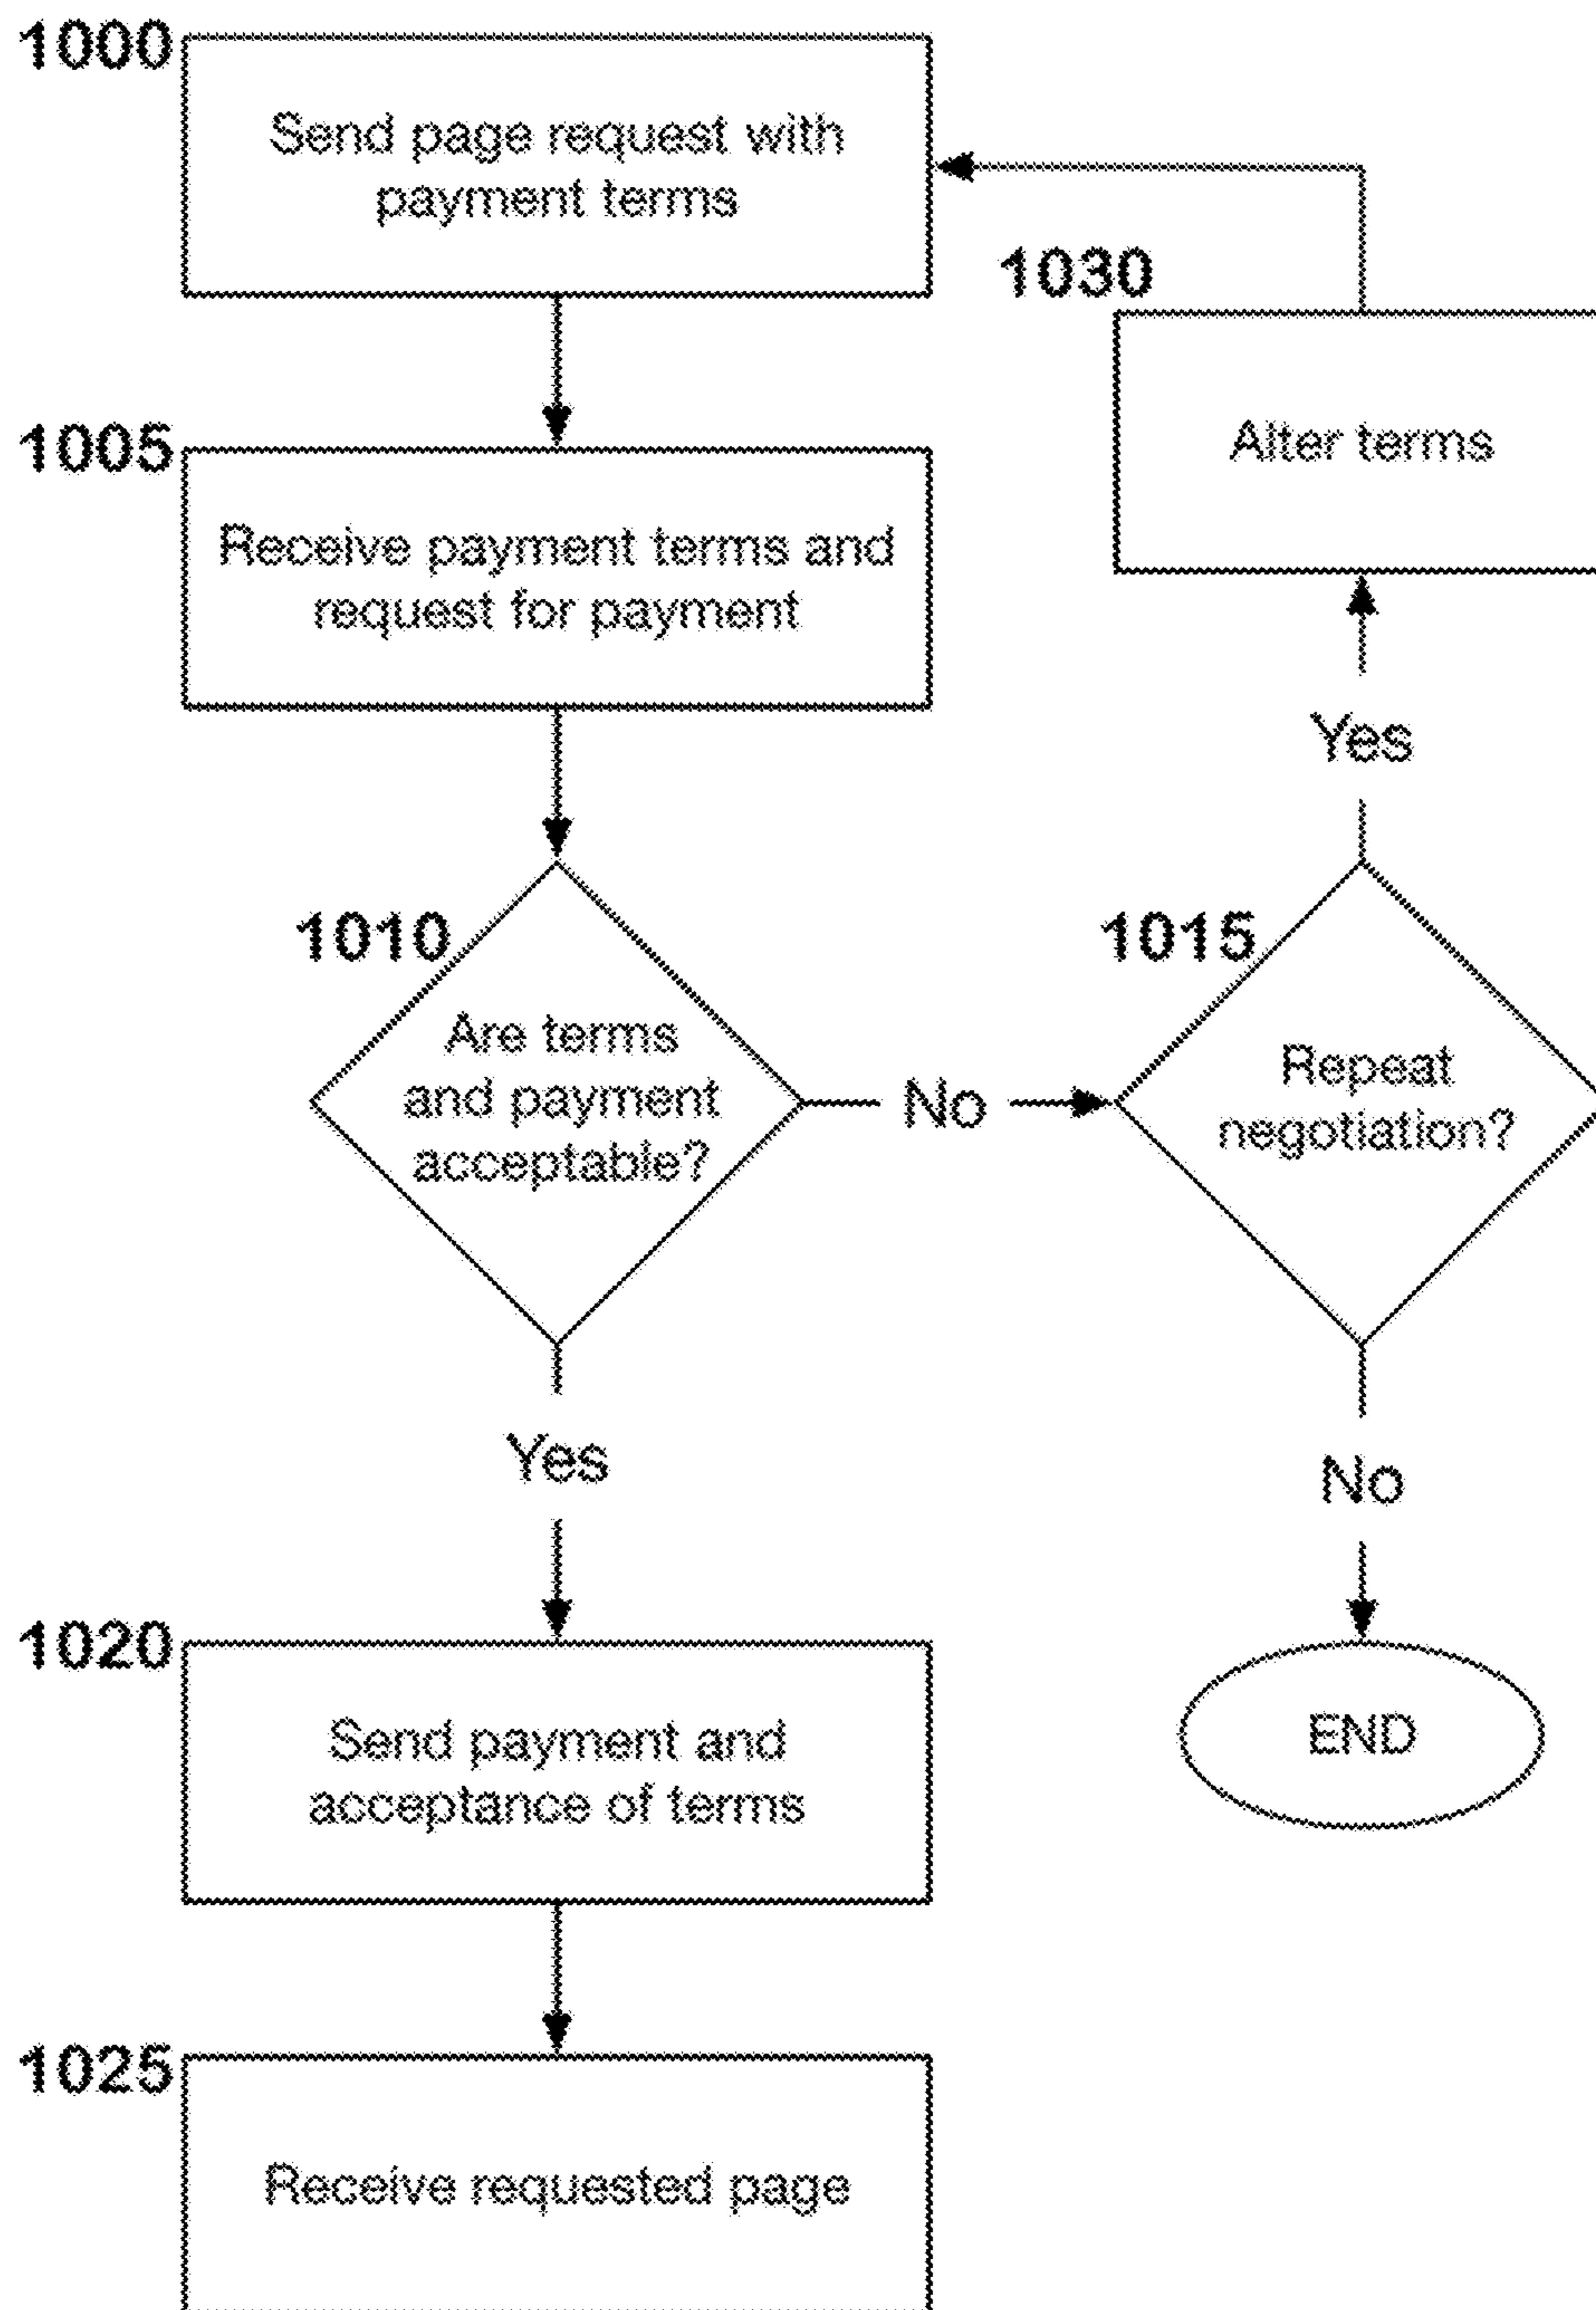 1000
Send page request with
payment terms
1030
Alter terms
1005
Receive payment terms and
request for payment
Yes
1010
Are terms
and payment
acceptable?
No
1015
Repeat
negotiation?
Yes
No
1020
Send payment and
acceptance of terms
END
1025
Receive requested page